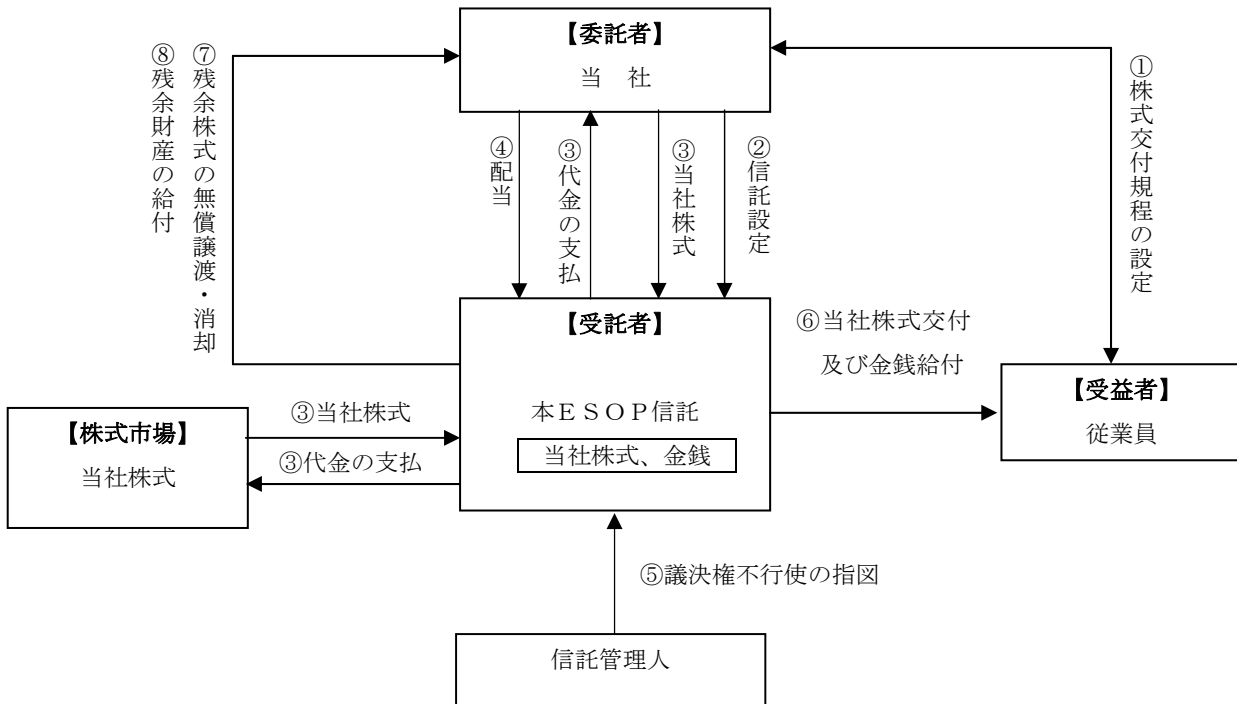 【委託者】
当 社
⑧残余財産の給付
⑦残余株式の無償譲渡・消却
④配当
③代金の支払
③当社株式
②信託設定
①株式交付規程の設定
【受託者】
本ESOP信託
当社株式、金銭
⑥当社株式交付
及び金銭給付
【受益者】
従業員
【株式市場】
当社株式
③当社株式
③代金の支払
⑤議決権不行使の指図
信託管理人